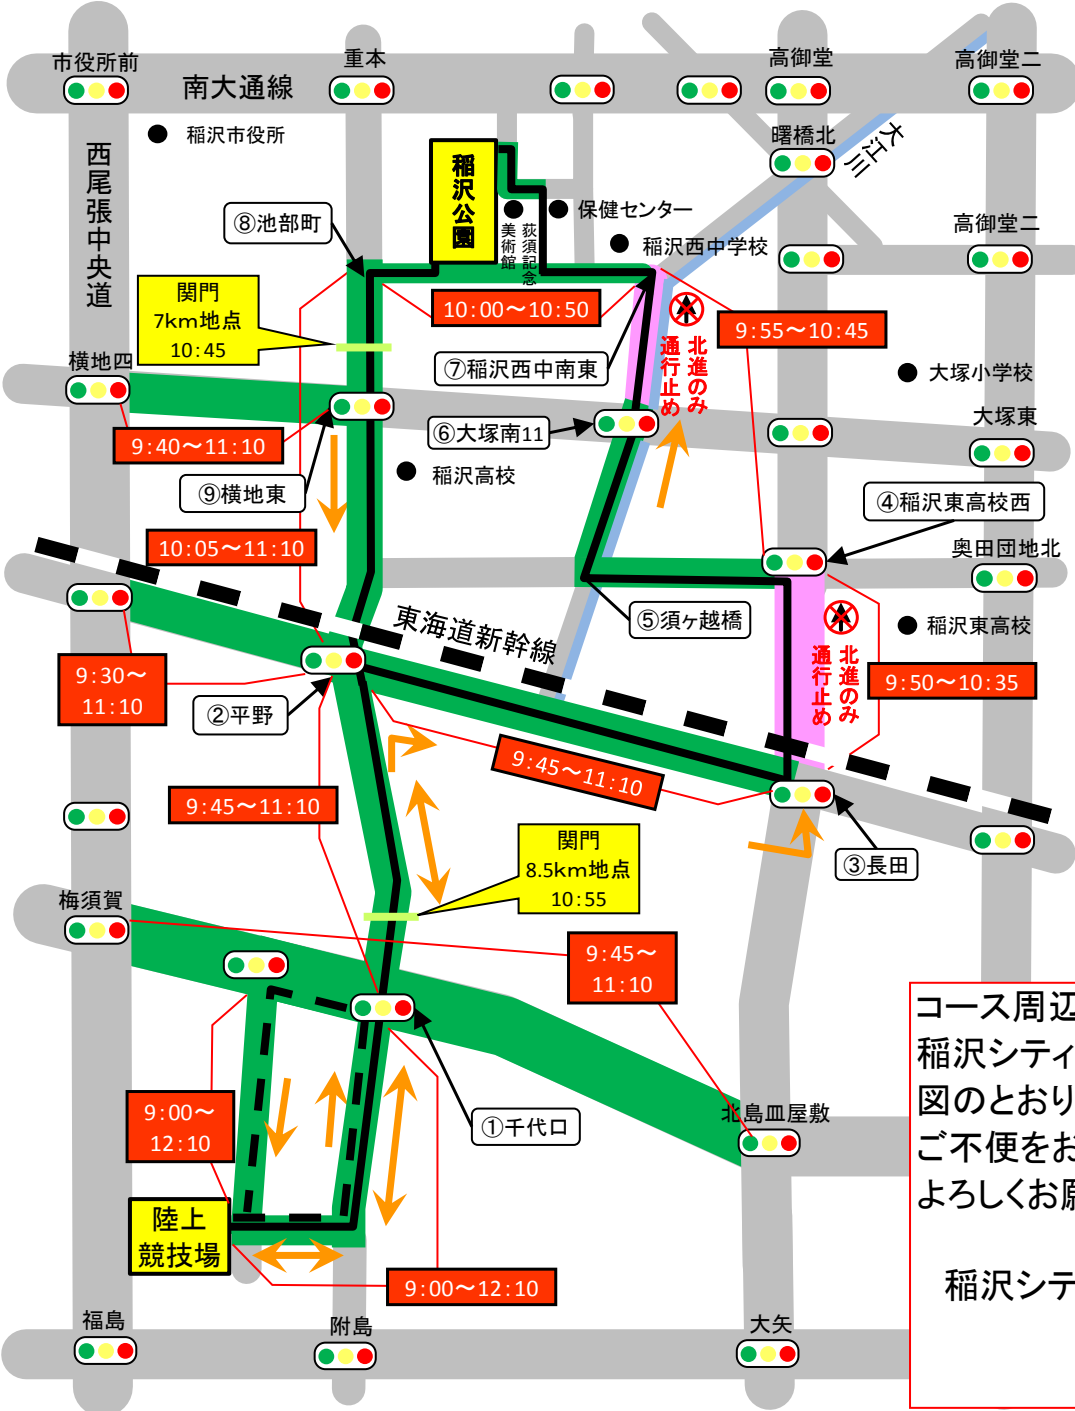 市役所前
重本
高御堂
高御堂二
南大通線
稲沢市役所
西尾張中央道
稲沢公園
曙橋北
大江川
⑧池部町
保健センター
荻須記念
美術館
稲沢西中学校
高御堂二
関門
7km地点
10:45
10:00～10:50
9:55～10:45
北進のみ
通行止め
横地四
⑦稲沢西中南東
大塚小学校
9:40～11:10
⑥大塚南11
大塚東
⑨横地東
稲沢高校
④稲沢東高校西
10:05～11:10
奥田団地北
東海道新幹線
⑤須ヶ越橋
稲沢東高校
北進のみ
通行止め
9:30～
11:10
②平野
9:50～10:35
9:45～11:10
9:45～11:10
関門
8.5km地点
10:55
③長田
梅須賀
9:45～
11:10
コース周辺
稲沢シティ
図のとおり
ご不便をお
よろしくお願
稲沢シテ
9:00～
12:10
①千代口
北島皿屋敷
陸上
競技場
9:00～12:10
福島
附島
大矢